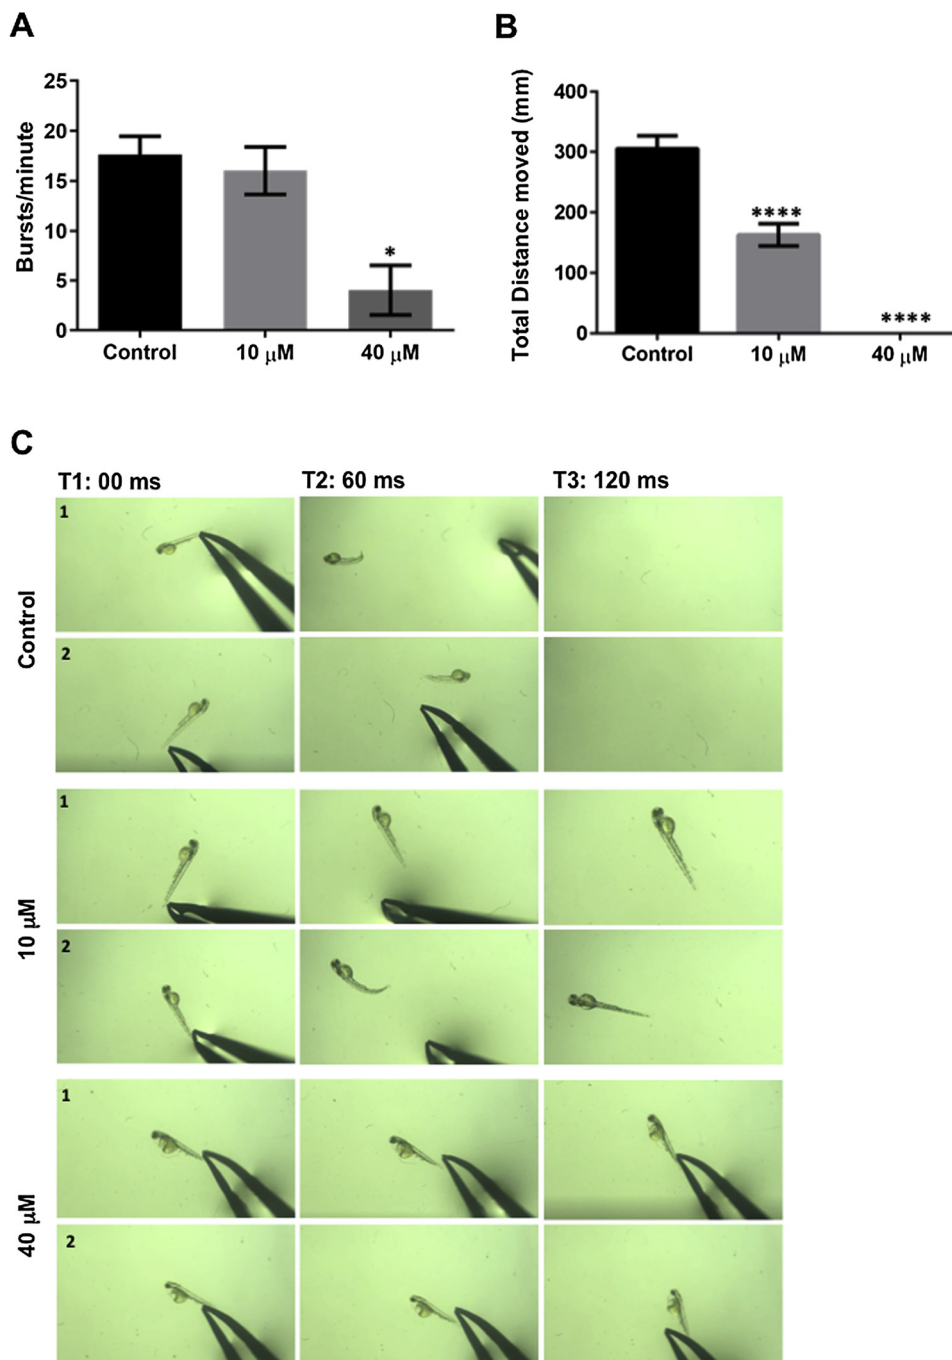 A
B
Bursts/minute
25
20
15
10
5
0
*
Control
10 μM
40 μM
Total Distance moved (mm)
400
300
200
100
0
****
****
Control
10 μM
40 μM
C
T1: 00 ms
T2: 60 ms
T3: 120 ms
Control
1
2
10 μM
1
2
40 μM
1
2